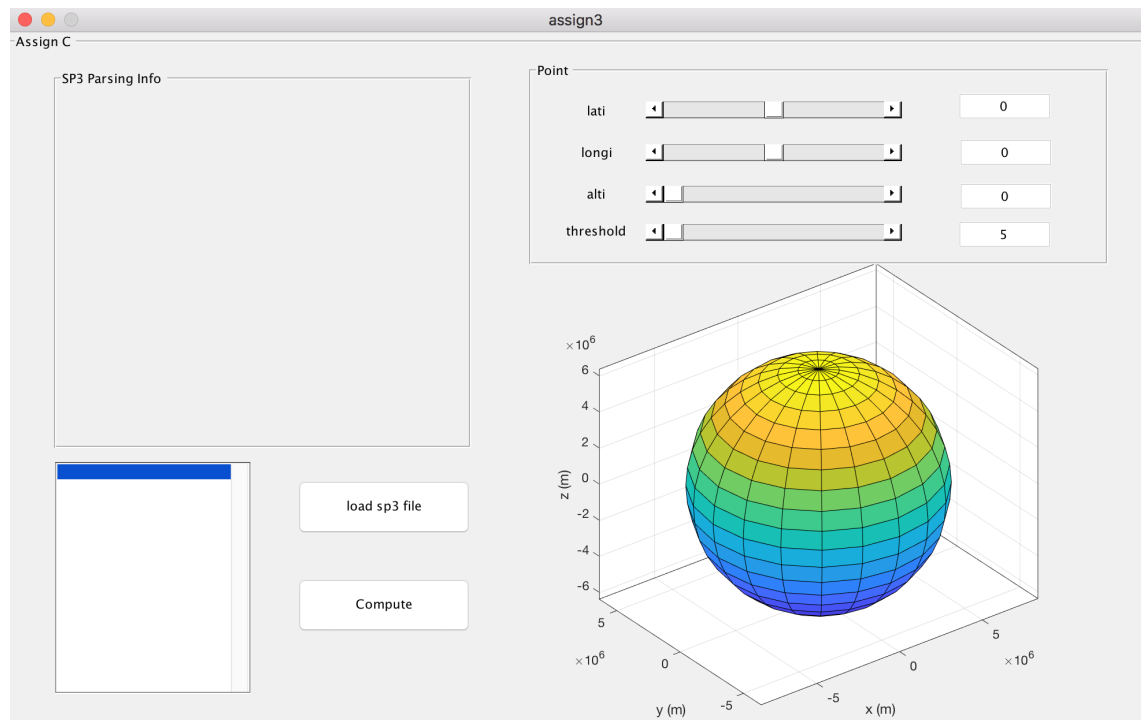 assign3
Assign C
SP3 Parsing Info
Point
lati 0
longi 0
alti 0
threshold 5
load sp3 file
Compute
×10^6
6
4
2
0
-2
-4
-6
z (m)
5
0
-5
×10^6
y (m)
-5
0
5
×10^6
x (m)